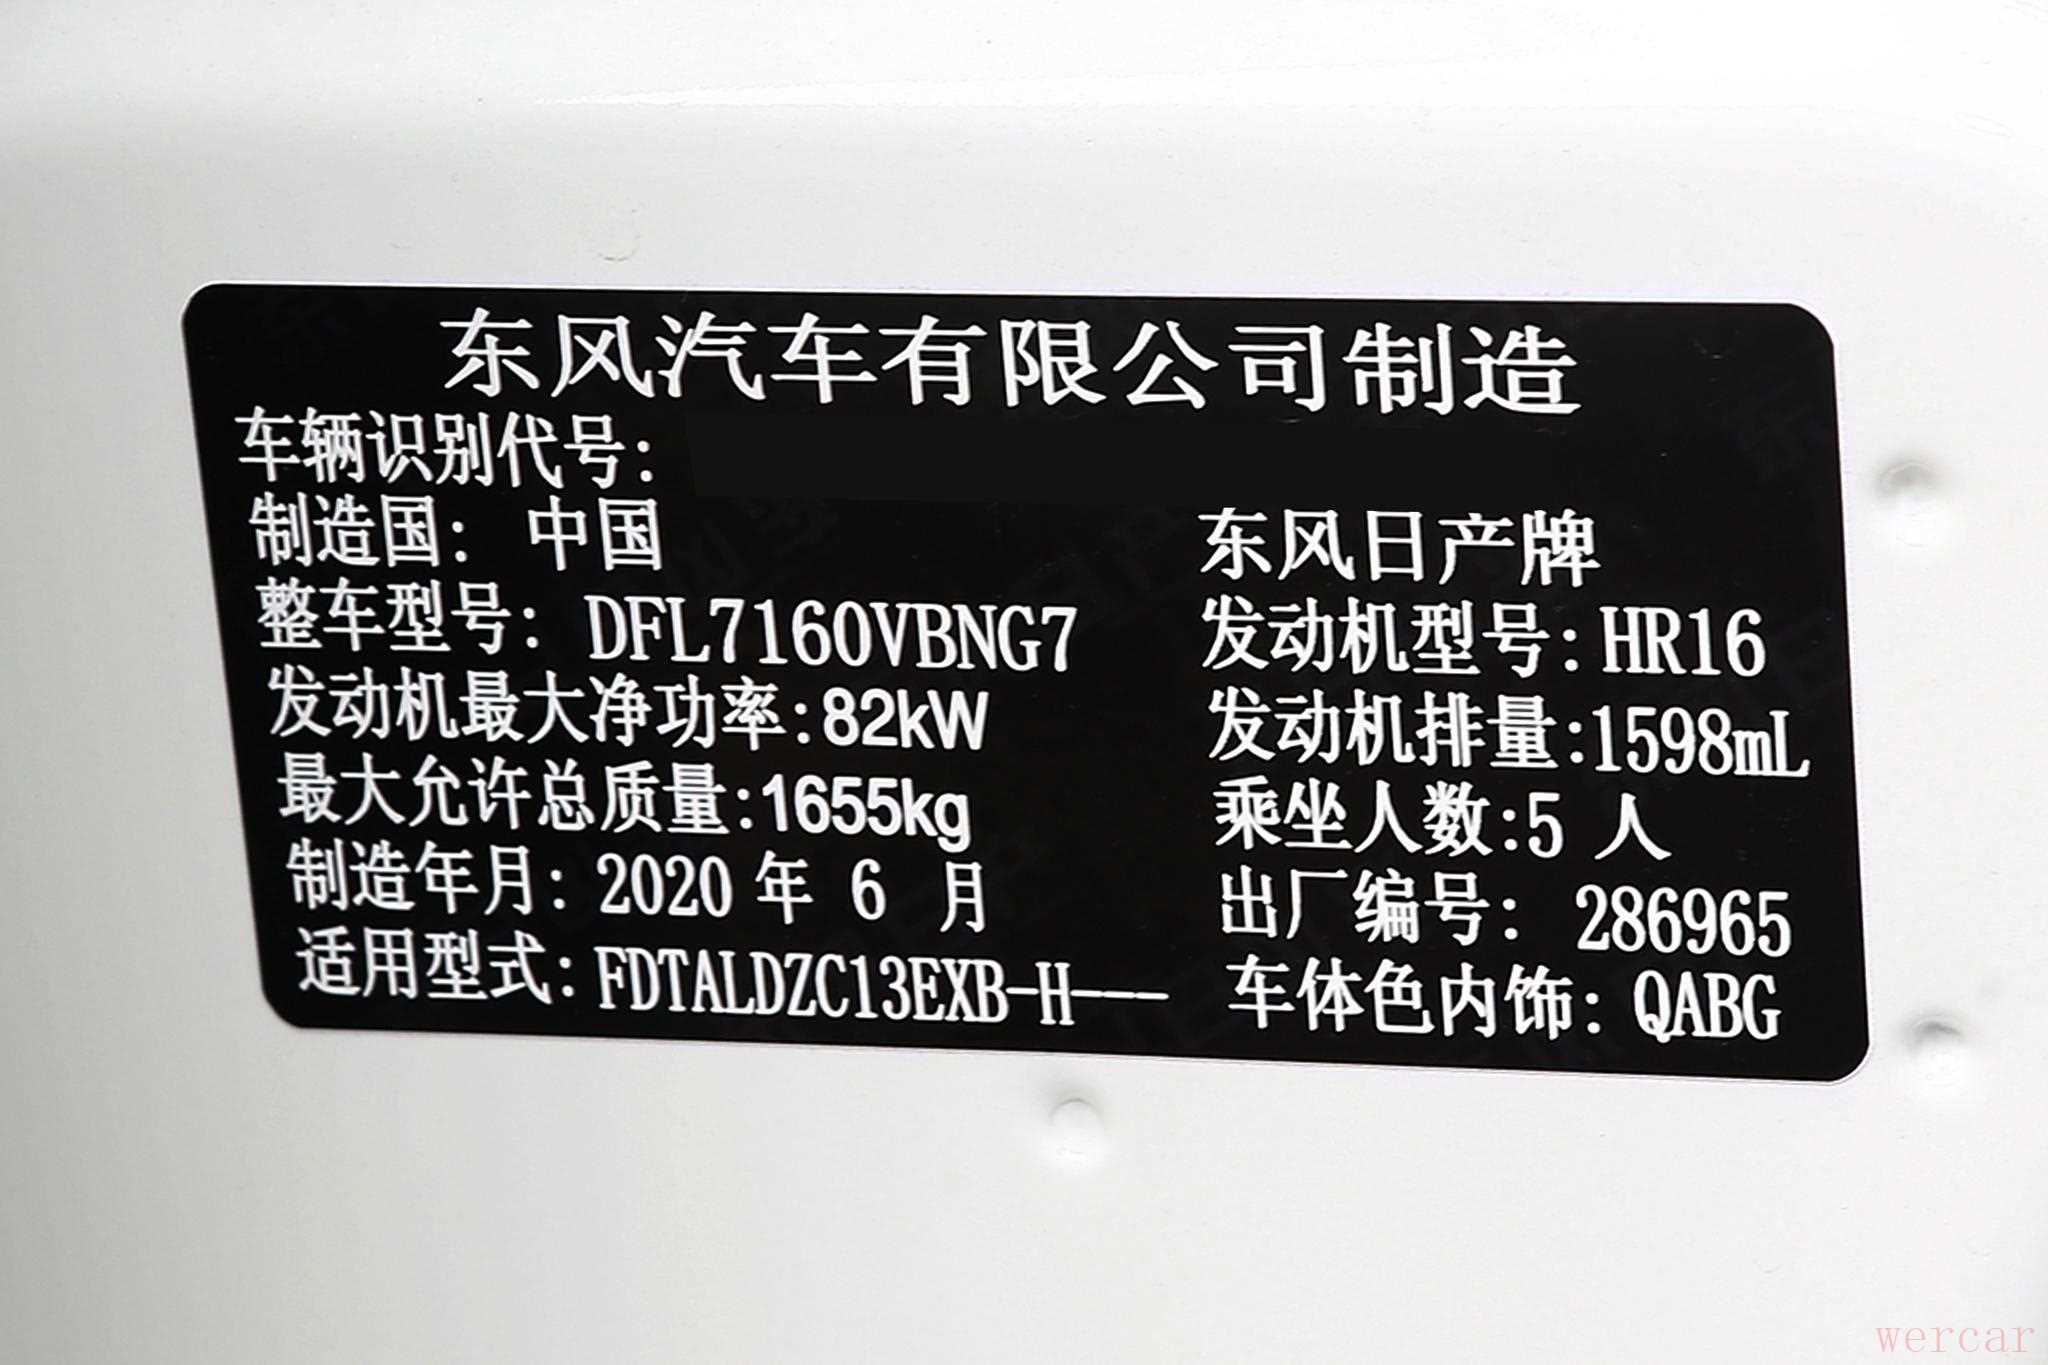 东风汽车有限公司制造
车辆识别代号:
制造国: 中国 东风日产牌
整车型号: DFL7160VBNG7 发动机型号:HR16
发动机最大净功率:82kW 发动机排量:1598mL
最大允许总质量:1655kg 乘坐人数:5 人
制造年月: 2020 年 6 月 出厂编号: 286965
适用型式: FDTALDZC13EXB-H--- 车体色内饰: QABG
wercar